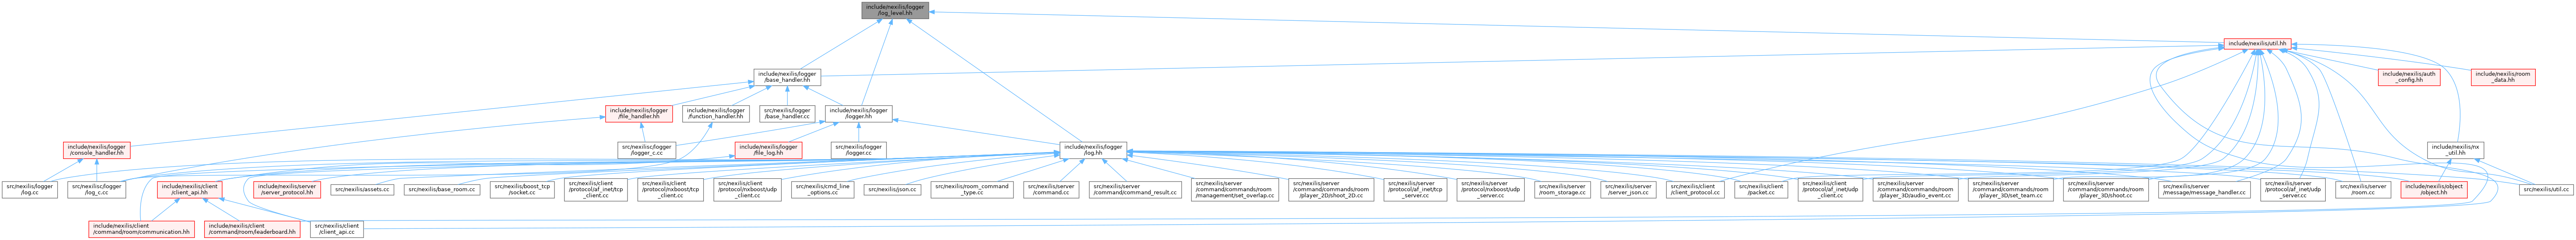 include/nexilis/logger
/log_level.hh
include/nexilis/util.hh
include/nexilis/logger
/base_handler.hh
include/nexilis/auth
_config.hh
include/nexilis/room
_data.hh
include/nexilis/logger
/file_handler.hh
include/nexilis/logger
/function_handler.hh
src/nexilis/logger
/base_handler.cc
include/nexilis/logger
/logger.hh
include/nexilis/logger
/console_handler.hh
src/nexilis/logger
/logger_c.cc
include/nexilis/logger
/file_log.hh
src/nexilis/logger
/logger.cc
include/nexilis/logger
/log.hh
include/nexilis/nx
_util.hh
src/nexilis/logger
/log.cc
src/nexilis/logger
/log_c.cc
include/nexilis/client
/client_api.hh
include/nexilis/server
/server_protocol.hh
src/nexilis/assets.cc
src/nexilis/base_room.cc
src/nexilis/boost_tcp
_socket.cc
src/nexilis/client
/protocol/af_inet/tcp
_client.cc
src/nexilis/client
/protocol/nxboost/tcp
_client.cc
src/nexilis/client
/protocol/nxboost/udp
_client.cc
src/nexilis/cmd_line
_options.cc
src/nexilis/json.cc
src/nexilis/room_command
_type.cc
src/nexilis/server
/command.cc
src/nexilis/server
/command/command_result.cc
src/nexilis/server
/command/commands/room
/management/set_overlap.cc
src/nexilis/server
/command/commands/room
/player_2D/shoot_2D.cc
src/nexilis/server
/protocol/af_inet/tcp
_server.cc
src/nexilis/server
/protocol/nxboost/udp
_server.cc
src/nexilis/server
/room_storage.cc
src/nexilis/server
/server_json.cc
src/nexilis/client
/client_protocol.cc
src/nexilis/client
/packet.cc
src/nexilis/client
/protocol/af_inet/udp
_client.cc
src/nexilis/server
/command/commands/room
/player_3D/audio_event.cc
src/nexilis/server
/command/commands/room
/player_3D/set_team.cc
src/nexilis/server
/command/commands/room
/player_3D/shoot.cc
src/nexilis/server
/message/message_handler.cc
src/nexilis/server
/protocol/af_inet/udp
_server.cc
src/nexilis/server
/room.cc
include/nexilis/object
/object.hh
src/nexilis/util.cc
include/nexilis/client
/command/room/communication.hh
include/nexilis/client
/command/room/leaderboard.hh
src/nexilis/client
/client_api.cc